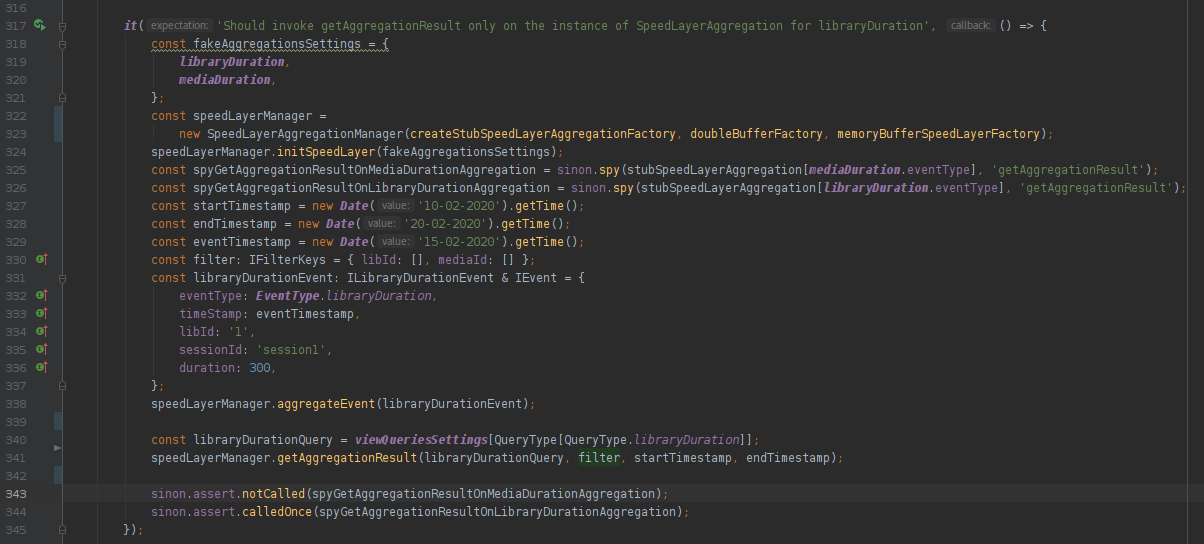 316
317 it( expectation: 'Should invoke getAggregationResult only on the instance of SpeedLayerAggregation for libraryDuration', callback: () => {
318 const fakeAggregationsSettings = {
319 libraryDuration,
320 mediaDuration,
321 };
322 const speedLayerManager =
323 new SpeedLayerAggregationManager(createStubSpeedLayerAggregationFactory, doubleBufferFactory, memoryBufferSpeedLayerFactory);
324 speedLayerManager.initSpeedLayer(fakeAggregationsSettings);
325 const spyGetAggregationResultOnMediaDurationAggregation = sinon.spy(stubSpeedLayerAggregation[mediaDuration.eventType], 'getAggregationResult');
326 const spyGetAggregationResultOnLibraryDurationAggregation = sinon.spy(stubSpeedLayerAggregation[libraryDuration.eventType], 'getAggregationResult');
327 const startTimestamp = new Date( value: '10-02-2020').getTime();
328 const endTimestamp = new Date( value: '20-02-2020').getTime();
329 const eventTimestamp = new Date( value: '15-02-2020').getTime();
330 const filter: IFilterKeys = { libId: [], mediaId: [] };
331 const libraryDurationEvent: ILibraryDurationEvent & IEvent = {
332 eventType: EventType.libraryDuration,
333 timeStamp: eventTimestamp,
334 libId: '1',
335 sessionId: 'session1',
336 duration: 300,
337 };
338 speedLayerManager.aggregateEvent(libraryDurationEvent);
339
340 const libraryDurationQuery = viewQueriesSettings[QueryType[QueryType.libraryDuration]];
341 speedLayerManager.getAggregationResult(libraryDurationQuery, filter, startTimestamp, endTimestamp);
342
343 sinon.assert.notCalled(spyGetAggregationResultOnMediaDurationAggregation);
344 sinon.assert.calledOnce(spyGetAggregationResultOnLibraryDurationAggregation);
345 });